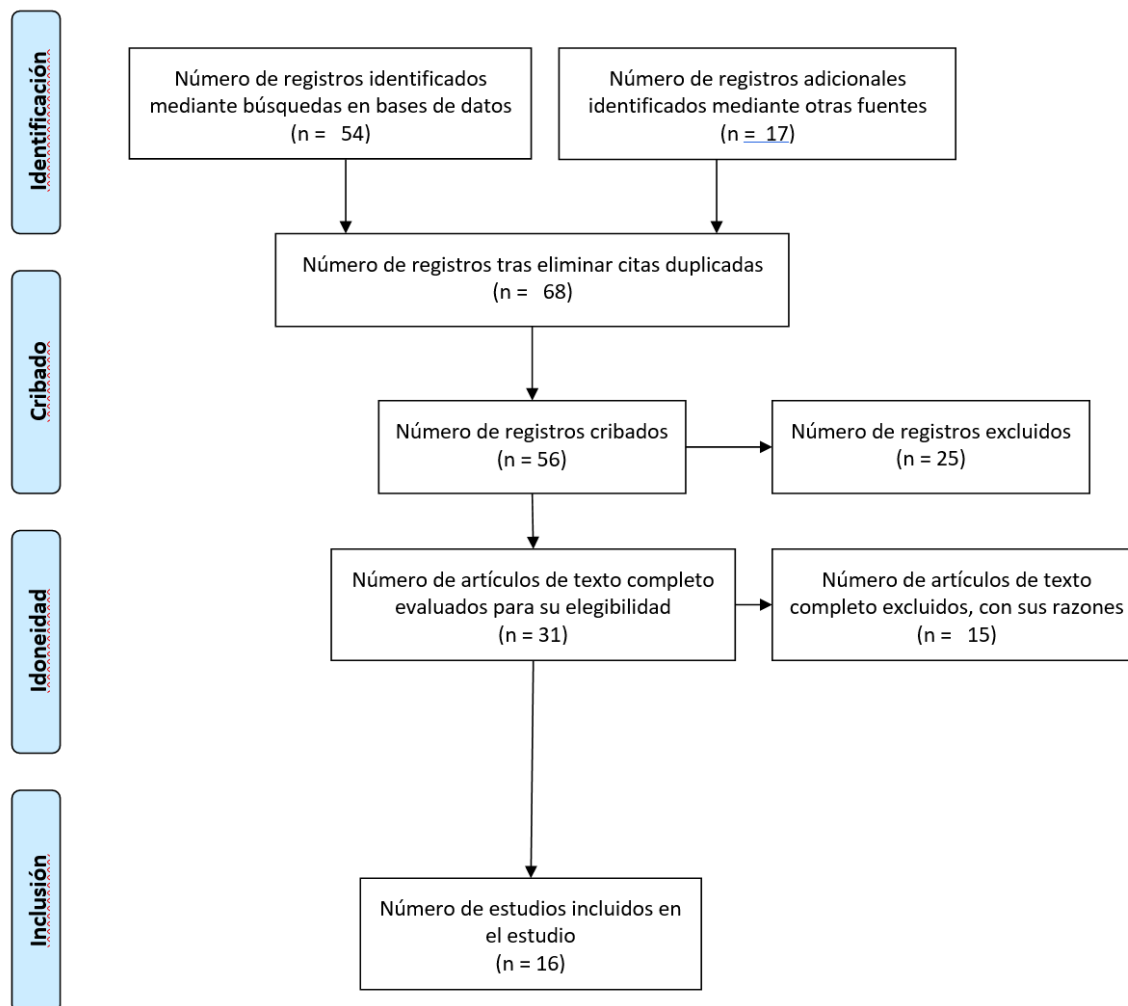 Identificación
Número de registros identificados
mediante búsquedas en bases de datos
(n =   54)
Número de registros adicionales
identificados mediante otras fuentes
(n =  17)
Número de registros tras eliminar citas duplicadas
(n =   68)
Cribado
Número de registros cribados
(n = 56)
Número de registros excluidos
(n = 25)
Idoneidad
Número de artículos de texto completo
evaluados para su elegibilidad
(n = 31)
Número de artículos de texto
completo excluidos, con sus razones
(n =   15)
Inclusión
Número de estudios incluidos en
el estudio
(n = 16)